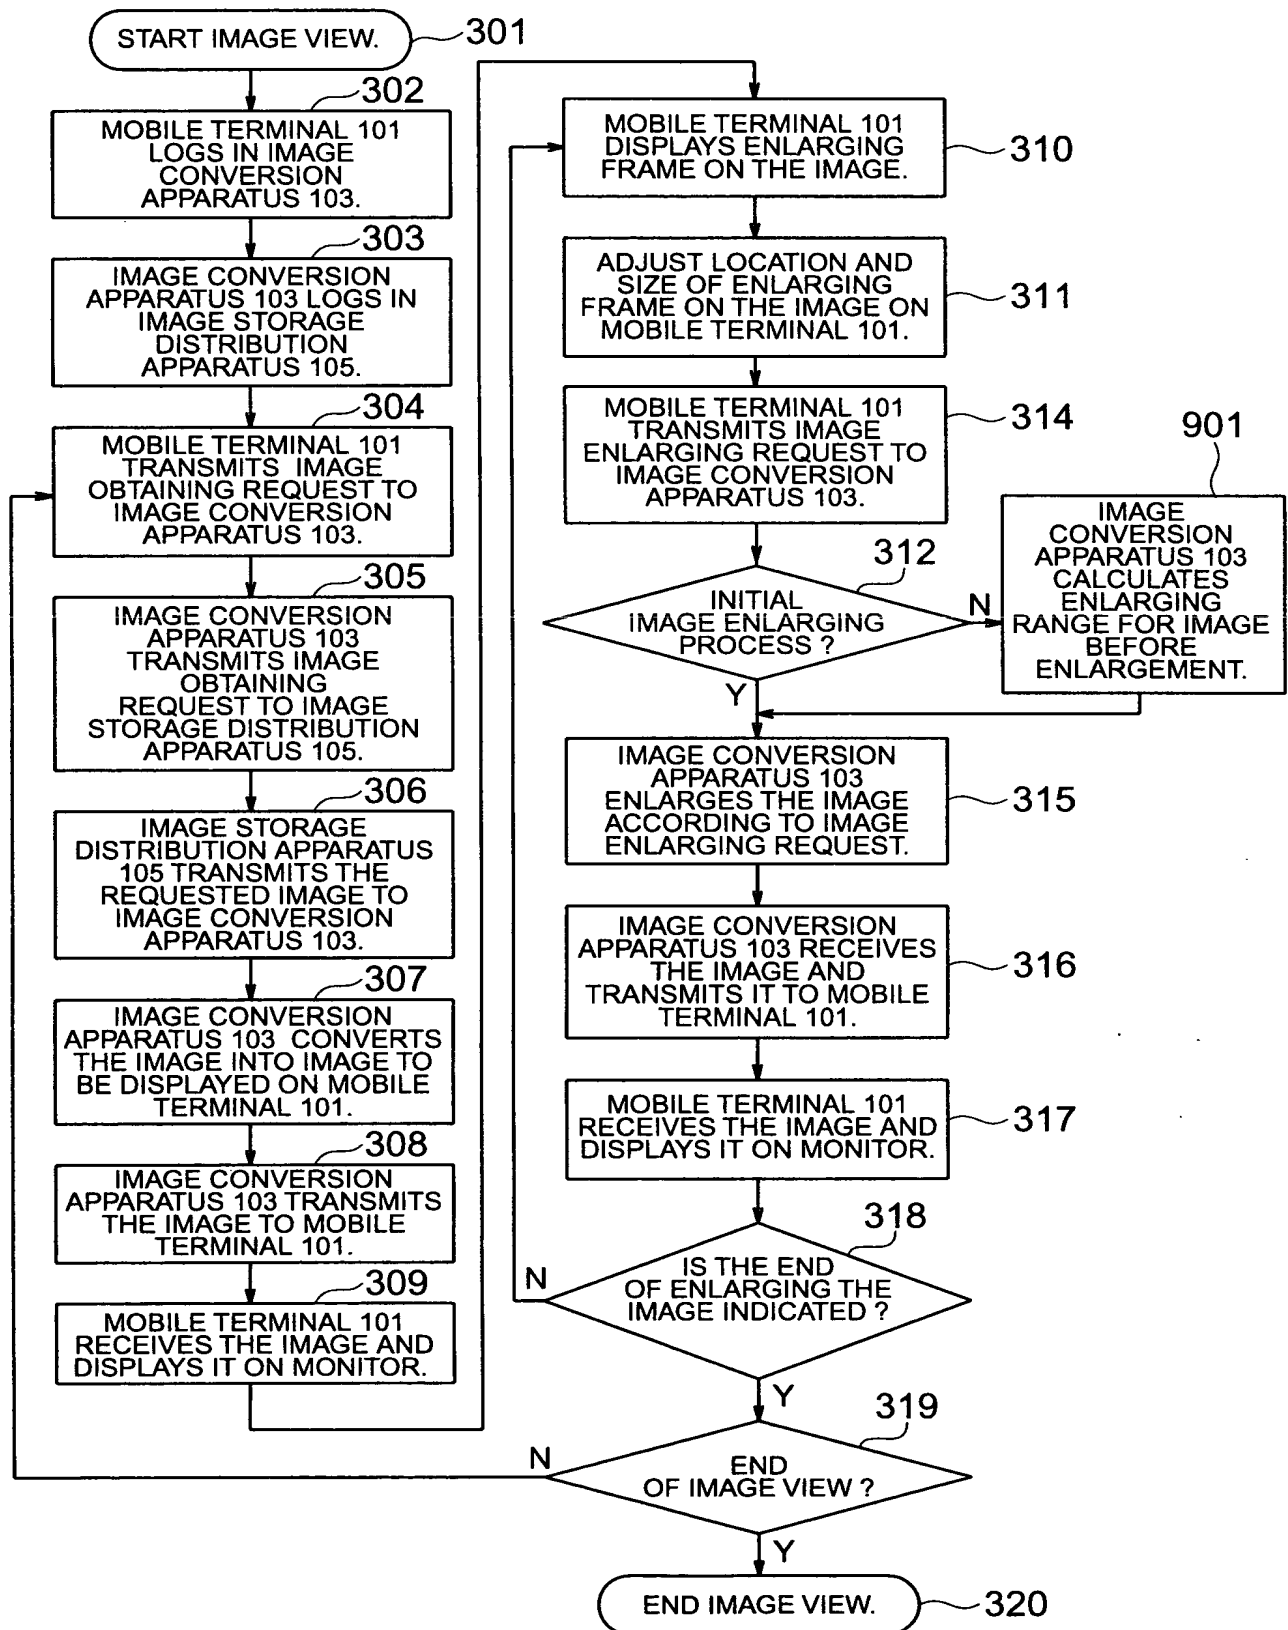 START IMAGE VIEW.
301
302
MOBILE TERMINAL 101
LOGS IN IMAGE
CONVERSION
APPARATUS 103.
303
IMAGE CONVERSION
APPARATUS 103 LOGS IN
IMAGE STORAGE
DISTRIBUTION
APPARATUS 105.
304
MOBILE TERMINAL 101
TRANSMITS IMAGE
OBTAINING REQUEST TO
IMAGE CONVERSION
APPARATUS 103.
305
IMAGE CONVERSION
APPARATUS 103
TRANSMITS IMAGE
OBTAINING
REQUEST TO IMAGE
STORAGE DISTRIBUTION
APPARATUS 105.
306
IMAGE STORAGE
DISTRIBUTION APPARATUS
105 TRANSMITS THE
REQUESTED IMAGE TO
IMAGE CONVERSION
APPARATUS 103.
307
IMAGE CONVERSION
APPARATUS 103 CONVERTS
THE IMAGE INTO IMAGE TO
BE DISPLAYED ON MOBILE
TERMINAL 101.
308
IMAGE CONVERSION
APPARATUS 103 TRANSMITS
THE IMAGE TO MOBILE
TERMINAL 101.
309
MOBILE TERMINAL 101
RECEIVES THE IMAGE AND
DISPLAYS IT ON MONITOR.
MOBILE TERMINAL 101
DISPLAYS ENLARGING
FRAME ON THE IMAGE.
310
ADJUST LOCATION AND
SIZE OF ENLARGING
FRAME ON THE IMAGE ON
MOBILE TERMINAL 101.
311
MOBILE TERMINAL 101
TRANSMITS IMAGE
ENLARGING REQUEST TO
IMAGE CONVERSION
APPARATUS 103.
314
312
INITIAL
IMAGE ENLARGING
PROCESS ?
N
Y
901
IMAGE
CONVERSION
APPARATUS 103
CALCULATES
ENLARGING
RANGE FOR IMAGE
BEFORE
ENLARGEMENT.
IMAGE CONVERSION
APPARATUS 103
ENLARGES THE IMAGE
ACCORDING TO IMAGE
ENLARGING REQUEST.
315
IMAGE CONVERSION
APPARATUS 103 RECEIVES
THE IMAGE AND
TRANSMITS IT TO MOBILE
TERMINAL 101.
316
MOBILE TERMINAL 101
RECEIVES THE IMAGE AND
DISPLAYS IT ON MONITOR.
317
318
IS THE END
OF ENLARGING THE
IMAGE INDICATED ?
N
Y
319
END
OF IMAGE VIEW ?
N
Y
END IMAGE VIEW.
320